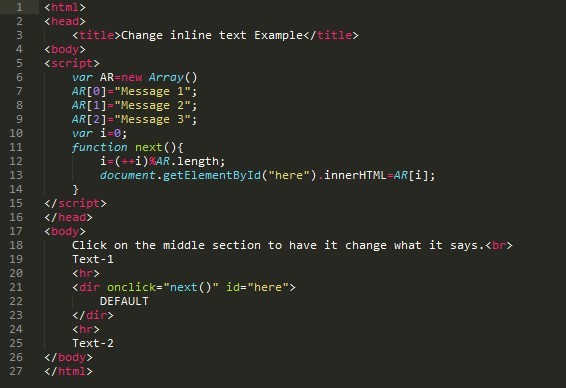 1 <html>
2 <head>
3     <title>Change inline text Example</title>
4 <body>
5 <script>
6     var AR=new Array()
7     AR[0]="Message 1";
8     AR[1]="Message 2";
9     AR[2]="Message 3";
10     var i=0;
11     function next(){
12         i=(++i)%AR.length;
13         document.getElementById("here").innerHTML=AR[i];
14     }
15 </script>
16 </head>
17 <body>
18     Click on the middle section to have it change what it says.<br>
19     Text-1
20     <hr>
21     <dir onclick="next()" id="here">
22         DEFAULT
23     </dir>
24     <hr>
25     Text-2
26 </body>
27 </html>